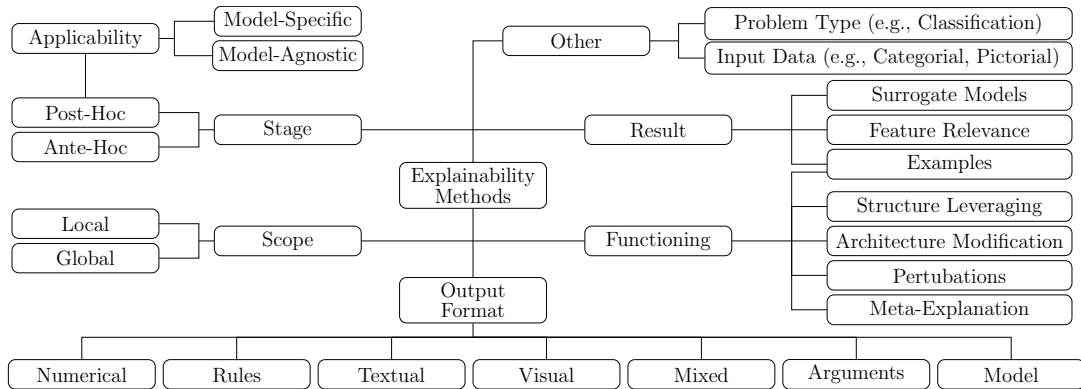 Model-Specific
Applicability
Model-Agnostic
Other
Problem Type (e.g., Classification)
Input Data (e.g., Categorial, Pictorial)
Post-Hoc
Ante-Hoc
Stage
Result
Surrogate Models
Feature Relevance
Examples
Explainability
Methods
Local
Global
Scope
Functioning
Structure Leveraging
Architecture Modification
Pertubations
Meta-Explanation
Output
Format
Numerical
Rules
Textual
Visual
Mixed
Arguments
Model